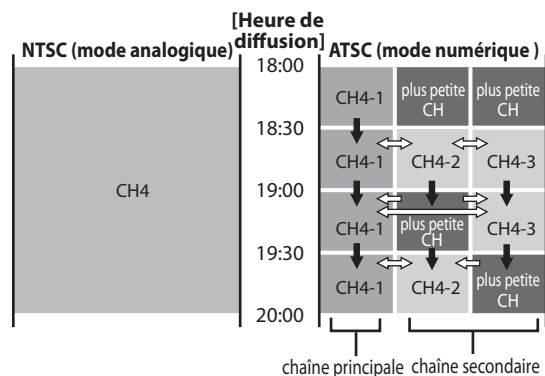 [Heure de
diffusion]
NTSC (mode analogique)
ATSC (mode numérique )
18:00
18:30
19:00
19:30
20:00
CH4
CH4-1
plus petite
CH
plus petite
CH
CH4-1
CH4-2
CH4-3
CH4-1
plus petite
CH
CH4-3
CH4-1
CH4-2
plus petite
CH
chaîne principale
chaîne secondaire